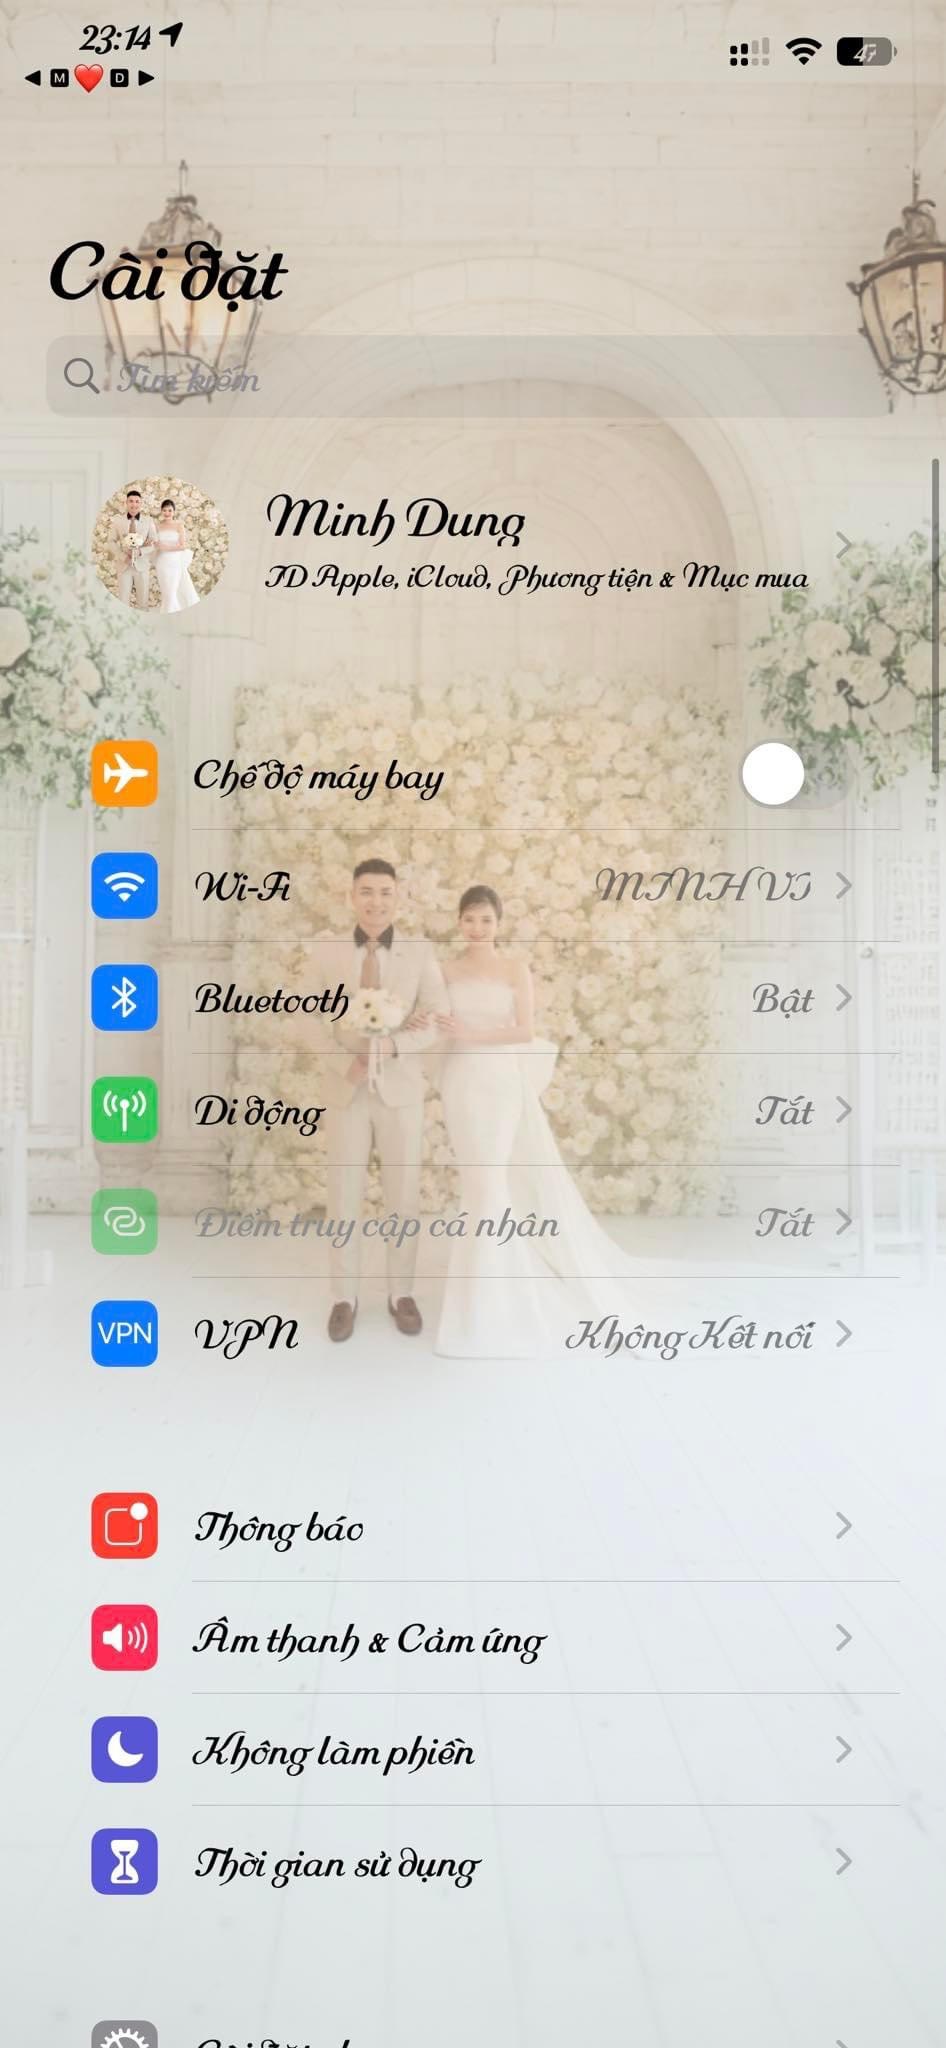 23:14
47
◀ M ❤️ D ▶
Cài đặt
Tìm kiếm
Minh Dung
ID Apple, iCloud, Phương tiện & Mục mua
Chế độ máy bay
Wi-Fi MINH VJ
Bluetooth Bật
Di động Tắt
Điểm truy cập cá nhân Tắt
VPN VPN Không Kết nối
Thông báo
Âm thanh & Cảm ứng
Không làm phiền
Thời gian sử dụng